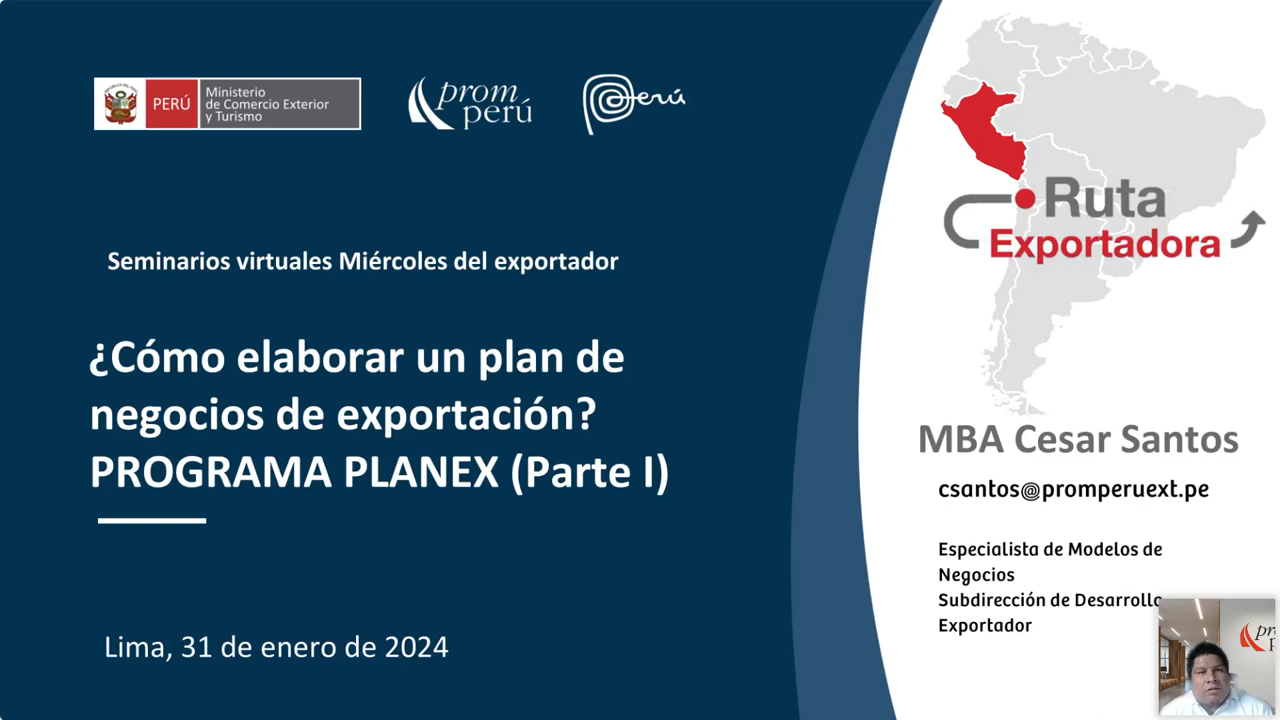 PERÚ
Ministerio
de Comercio Exterior
y Turismo
prom
perú
Perú
Seminarios virtuales Miércoles del exportador
¿Cómo elaborar un plan de
negocios de exportación?
PROGRAMA PLANEX (Parte I)
Lima, 31 de enero de 2024
Ruta
Exportadora
MBA Cesar Santos
csantos@promperuext.pe
Especialista de Modelos de
Negocios
Subdirección de Desarrollo
Exportador